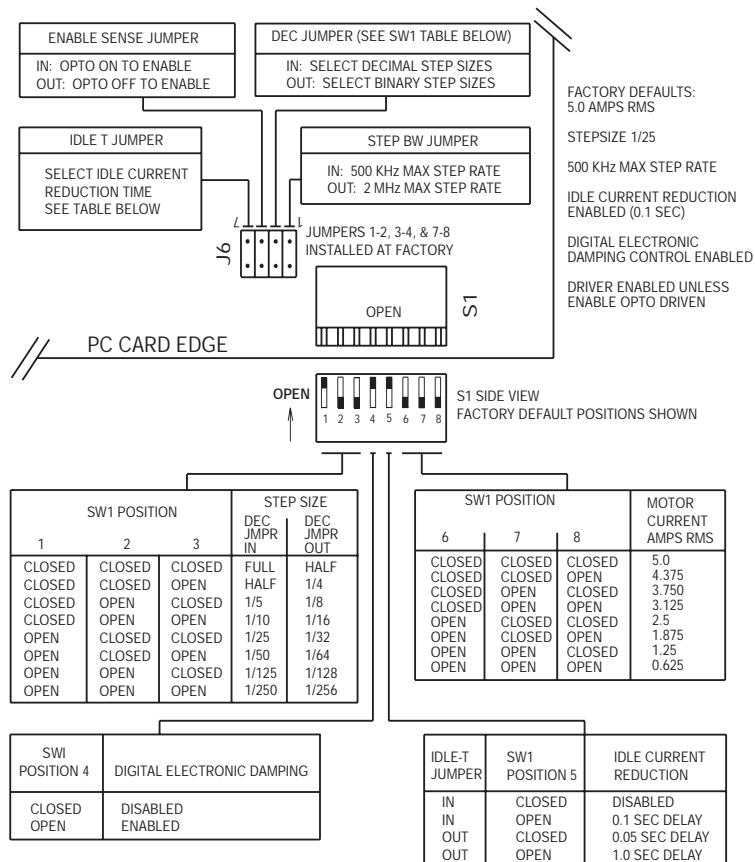 ENABLE SENSE JUMPER
IN: OPTO ON TO ENABLE
OUT: OPTO OFF TO ENABLE
DEC JUMPER (SEE SW1 TABLE BELOW)
IN: SELECT DECIMAL STEP SIZES
OUT: SELECT BINARY STEP SIZES
IDLE T JUMPER
SELECT IDLE CURRENT
REDUCTION TIME
SEE TABLE BELOW
STEP BW JUMPER
IN: 500 KHz MAX STEP RATE
OUT: 2 MHz MAX STEP RATE
FACTORY DEFAULTS:
5.0 AMPS RMS
STEPSIZE 1/25
500 KHz MAX STEP RATE
IDLE CURRENT REDUCTION
ENABLED (0.1 SEC)
DIGITAL ELECTRONIC
DAMPING CONTROL ENABLED
DRIVER ENABLED UNLESS
ENABLE OPTO DRIVEN
7 1
J6
JUMPERS 1-2, 3-4, & 7-8
INSTALLED AT FACTORY
OPEN
S1
PC CARD EDGE
OPEN
1 2 3 4 5 6 7 8
S1 SIDE VIEW
FACTORY DEFAULT POSITIONS SHOWN
SW1 POSITION STEP SIZE
1 2 3 DEC JMPR IN DEC JMPR OUT
CLOSED CLOSED CLOSED FULL HALF
CLOSED CLOSED OPEN HALF 1/4
CLOSED OPEN CLOSED 1/5 1/8
CLOSED OPEN OPEN 1/10 1/16
OPEN CLOSED CLOSED 1/25 1/32
OPEN CLOSED OPEN 1/50 1/64
OPEN OPEN CLOSED 1/125 1/128
OPEN OPEN OPEN 1/250 1/256
SW1 POSITION MOTOR CURRENT AMPS RMS
6 7 8
CLOSED CLOSED CLOSED 5.0
CLOSED CLOSED OPEN 4.375
CLOSED OPEN CLOSED 3.750
CLOSED OPEN OPEN 3.125
OPEN CLOSED CLOSED 2.5
OPEN CLOSED OPEN 1.875
OPEN OPEN CLOSED 1.25
OPEN OPEN OPEN 0.625
SWI POSITION 4 DIGITAL ELECTRONIC DAMPING
CLOSED DISABLED
OPEN ENABLED
IDLE-T JUMPER SW1 POSITION 5 IDLE CURRENT REDUCTION
IN CLOSED DISABLED
IN OPEN 0.1 SEC DELAY
OUT CLOSED 0.05 SEC DELAY
OUT OPEN 1.0 SEC DELAY